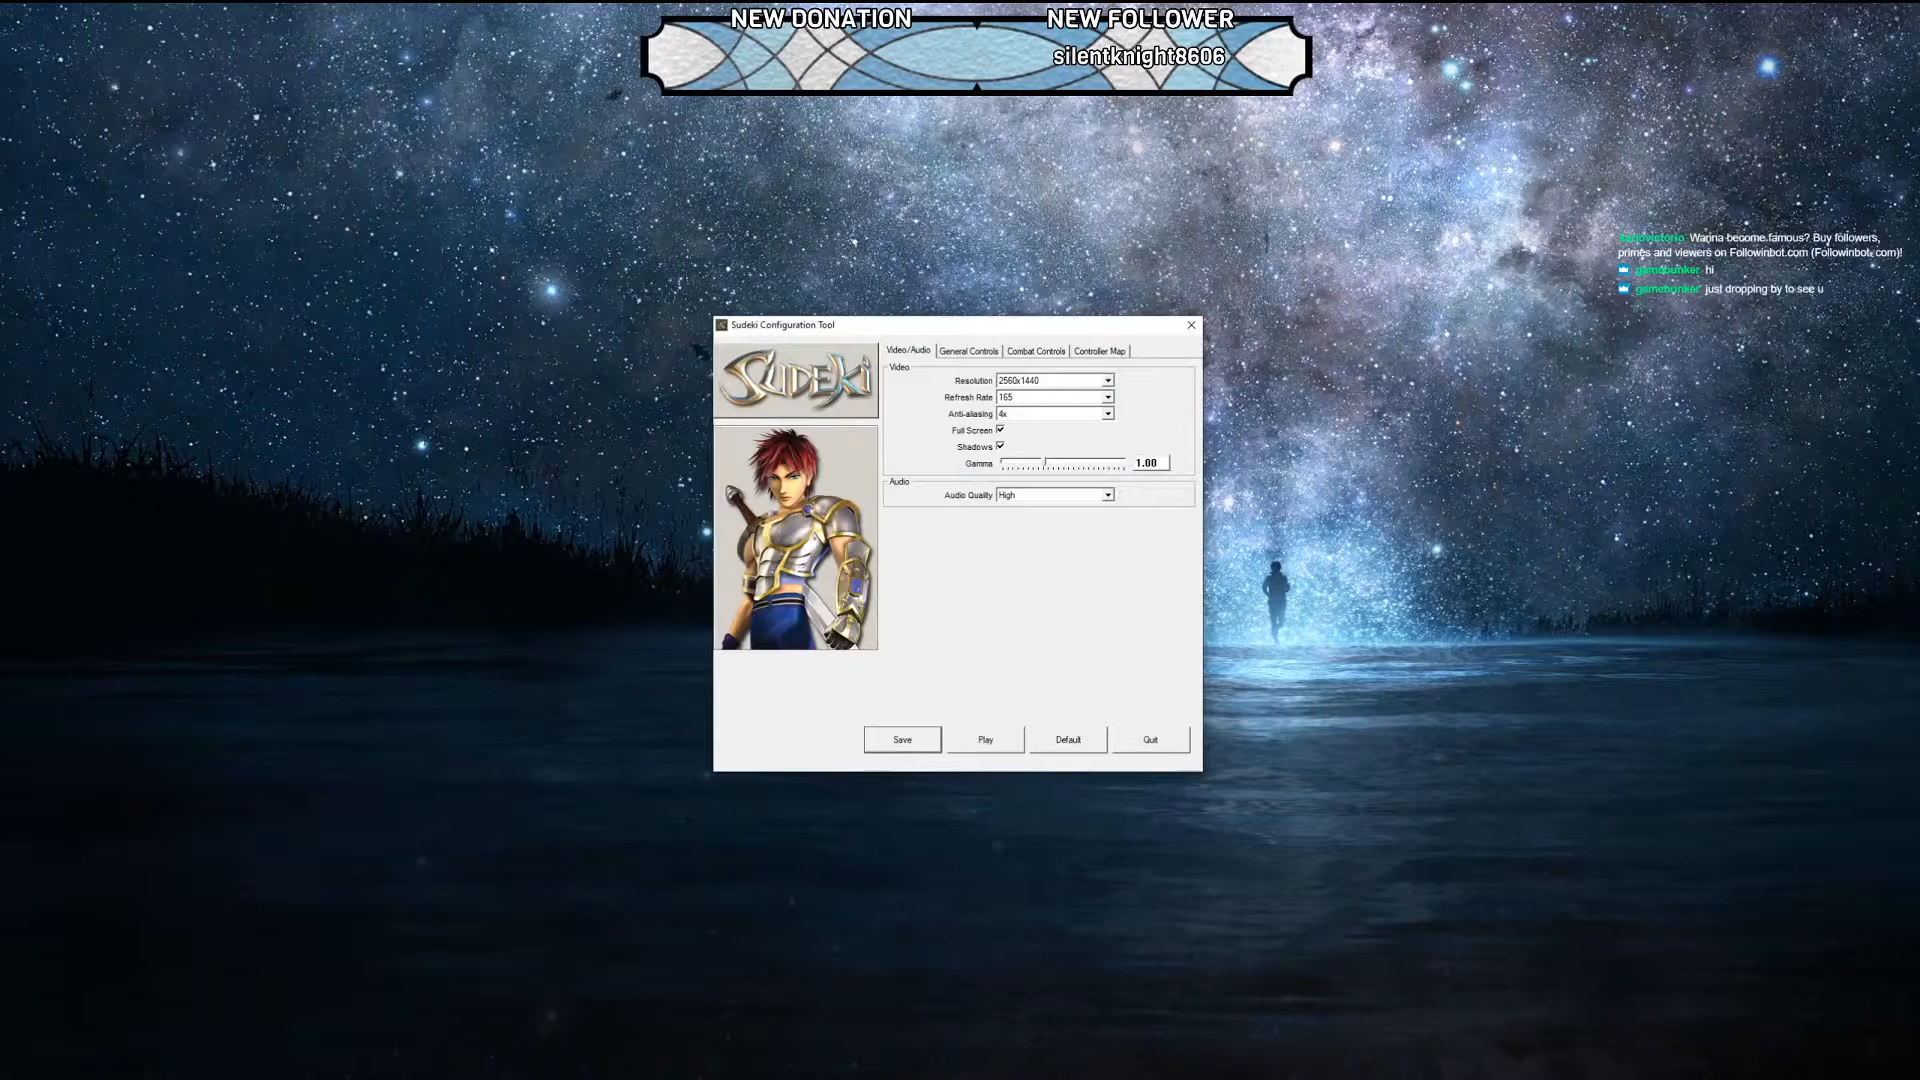 NEW DONATION
NEW FOLLOWER
silentknight8606
Wanna become famous? Buy followers,
primes and viewers on Followinbot.com (Followinbot. com)!
gamebunker hi
gamebunker just dropping by to see u
Sudeki Configuration Tool
SUDEKI
Video/Audio
General Controls
Combat Controls
Controller Map
Video
Resolution 2560x1440
Refresh Rate 165
Anti-aliasing 4x
Full Screen
Shadows
Gamma 1.00
Audio
Audio Quality High
Save
Play
Default
Quit